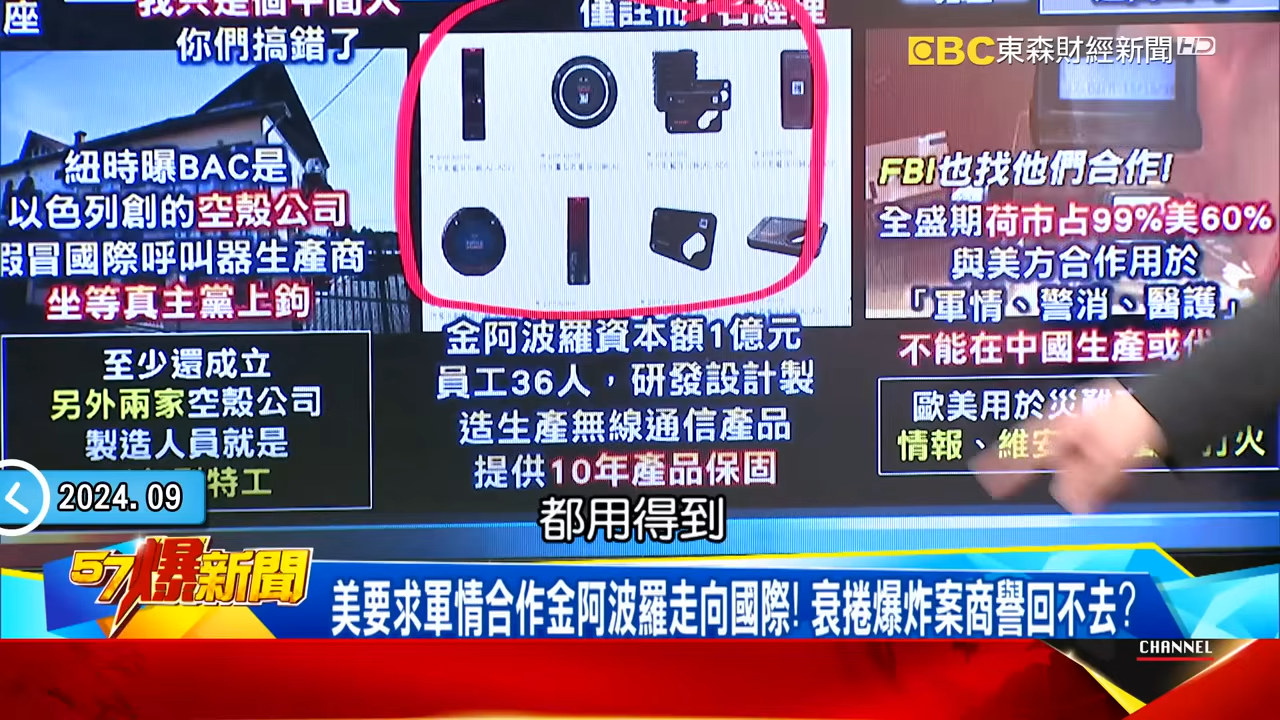 座
我只是個中間人
你們搞錯了
紐時曝BAC是
以色列創的空殼公司
假冒國際呼叫器生產商
坐等真主黨上鉤
至少還成立
另外兩家空殼公司
製造人員就是
特工
金阿波羅資本額1億元
員工36人,研發設計製
造生產無線通信產品
提供10年產品保固
EBC東森財經新聞HD
FBI也找他們合作!
全盛期荷市占99%美60%
與美方合作用於
「軍情、警消、醫護」
不能在中國生產或
歐美用於災
情報、維安
火
都用得到
2024.09
57爆新聞
美要求軍情合作金阿波羅走向國際! 衰捲爆炸案商譽回不去?
CHANNEL